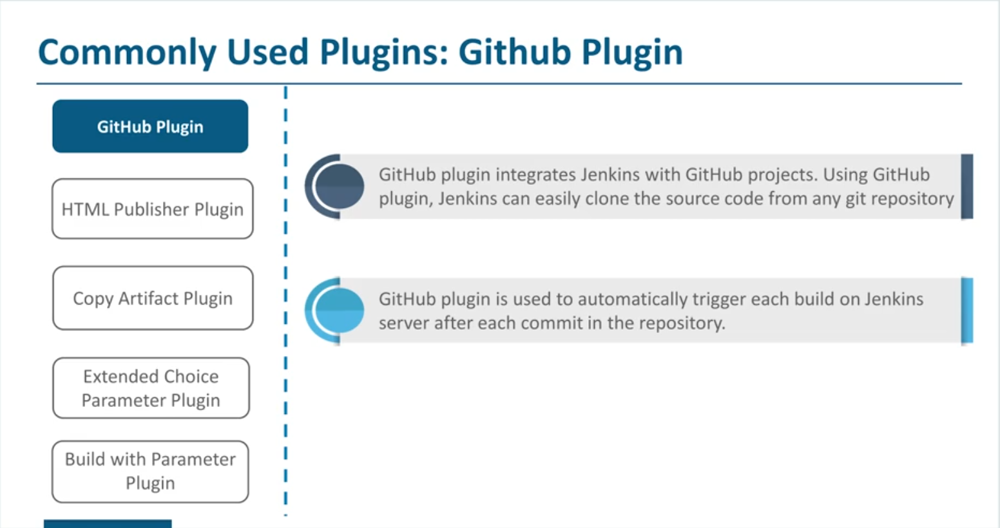 Commonly Used Plugins: Github Plugin
GitHub Plugin
HTML Publisher Plugin
Copy Artifact Plugin
Extended Choice
Parameter Plugin
Build with Parameter
Plugin
GitHub plugin integrates Jenkins with GitHub projects. Using GitHub
plugin, Jenkins can easily clone the source code from any git repository
GitHub plugin is used to automatically trigger each build on Jenkins
server after each commit in the repository.